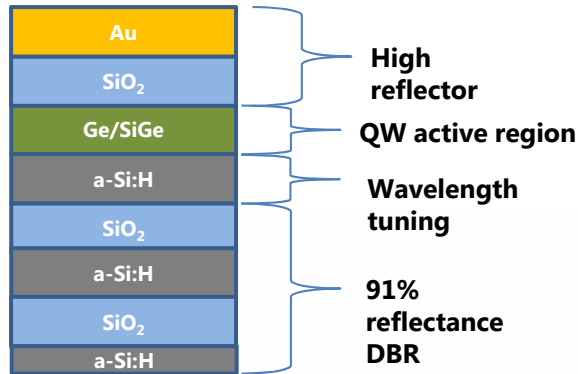 Au
SiO₂
Ge/SiGe
a-Si:H
SiO₂
a-Si:H
SiO₂
a-Si:H
High
reflector
QW active region
Wavelength
tuning
91%
reflectance
DBR